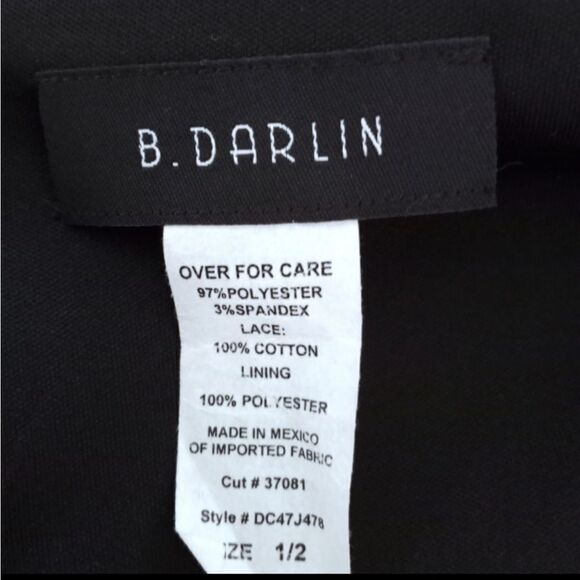 B.DARLIN
OVER FOR CARE
97%POLYESTER
3%SPANDEX
LACE:
100% COTTON
LINING
100% POLYESTER
MADE IN MEXICO
OF IMPORTED FABRIC
Cut # 37081
Style # DC47J478
IZE 1/2